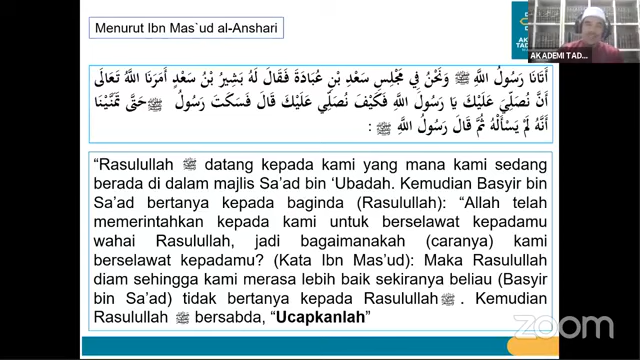 Menurut Ibn Mas`ud al-Anshari
AKADEMI TAD...
أَتَانَا رَسُولُ اللَّهِ ﷺ وَنَحْنُ فِي مَجْلِسِ سَعْدِ بْنِ عُبَادَةَ فَقَالَ لَهُ بَشِيرُ بْنُ سَعْدٍ أَمَرَنَا اللَّهُ تَعَالَى
أَنْ نُصَلِّيَ عَلَيْكَ يَا رَسُولَ اللَّهِ فَكَيْفَ نُصَلِّي عَلَيْكَ قَالَ فَسَكَتَ رَسُولُ ﷺ حَتَّى تَمَنَّيْنَا
أَنَّهُ لَمْ يَسْأَلْهُ ثُمَّ قَالَ رَسُولُ اللَّهِ ﷺ :
“Rasulullah ﷺ datang kepada kami yang mana kami sedang
berada di dalam majlis Sa’ad bin ‘Ubadah. Kemudian Basyir bin
Sa’ad bertanya kepada baginda (Rasulullah): “Allah telah
memerintahkan kepada kami untuk berselawat kepadamu
wahai Rasulullah, jadi bagaimanakah (caranya) kami
berselawat kepadamu? (Kata Ibn Mas’ud): Maka Rasulullah
diam sehingga kami merasa lebih baik sekiranya beliau (Basyir
bin Sa’ad) tidak bertanya kepada Rasulullah ﷺ . Kemudian
Rasulullah ﷺ bersabda, “Ucapkanlah”
zoom